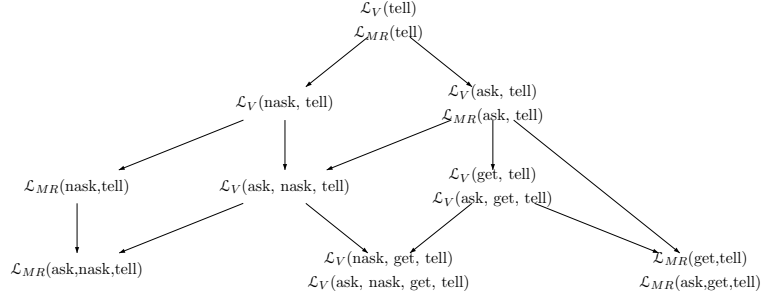 ℒ_V(tell)
ℒ_MR(tell)
ℒ_V(nask, tell)
ℒ_V(ask, tell)
ℒ_MR(ask, tell)
ℒ_MR(nask,tell)
ℒ_V(ask, nask, tell)
ℒ_V(get, tell)
ℒ_V(ask, get, tell)
ℒ_MR(ask,nask,tell)
ℒ_V(nask, get, tell)
ℒ_V(ask, nask, get, tell)
ℒ_MR(get,tell)
ℒ_MR(ask,get,tell)